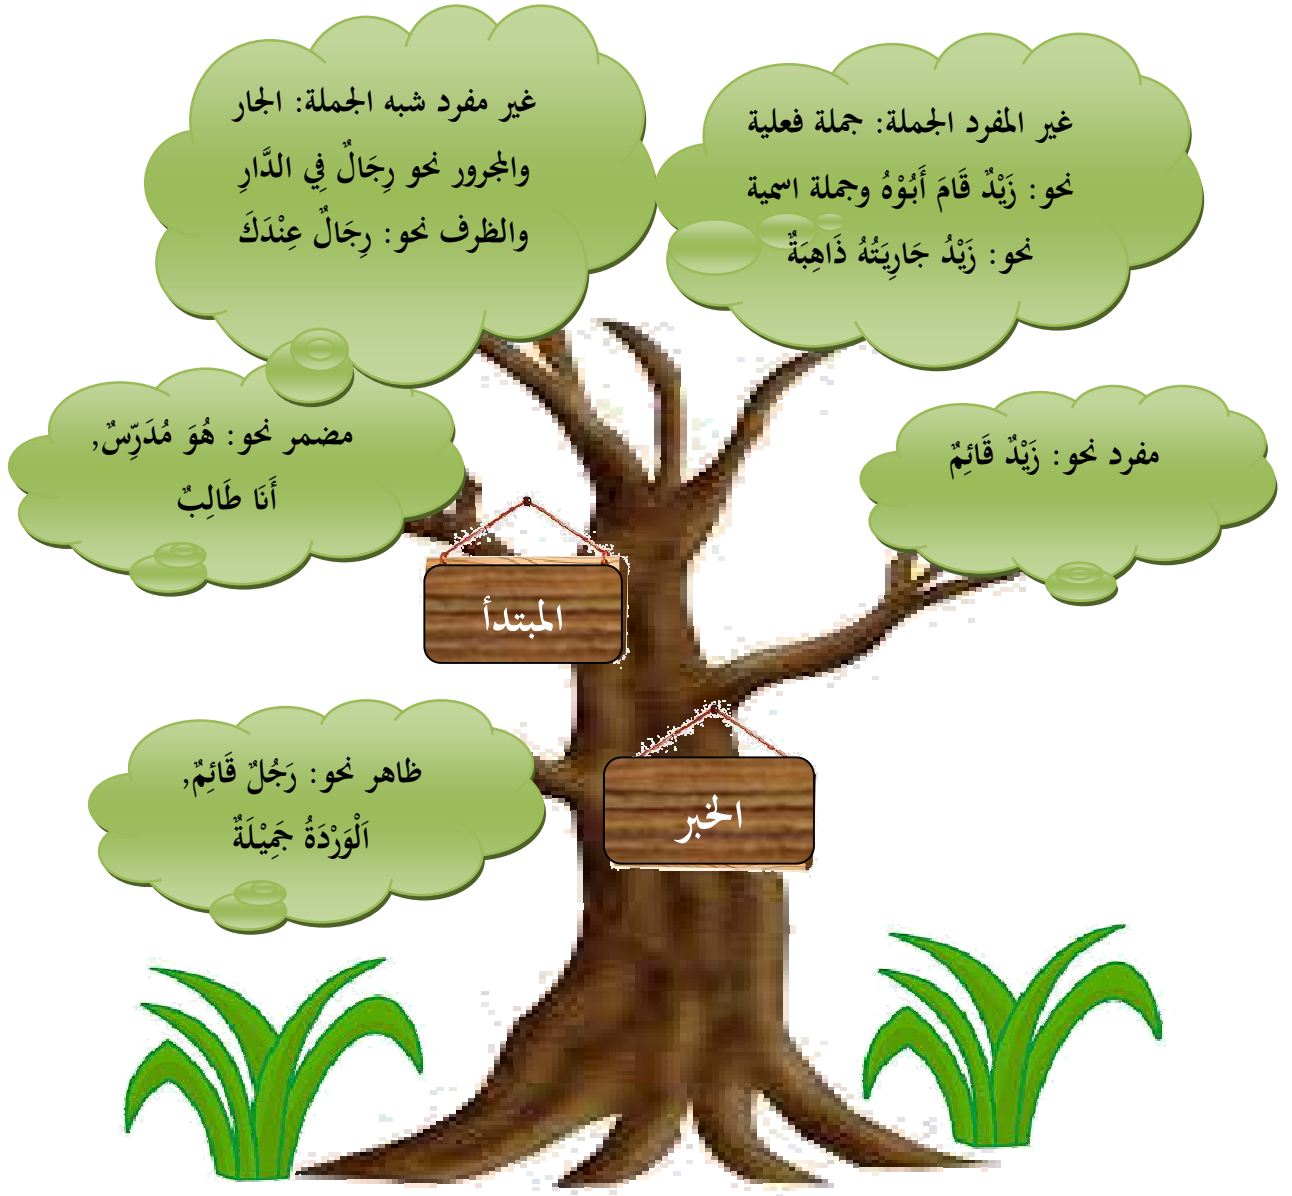 غير المفرد الجملة: جملة فعلية
نحو: زَيْدٌ قَامَ أَبُوْهُ وجملة اسمية
نحو: زَيْدُ جَارِيَتُهُ ذَاهِبَةٌ
غير مفرد شبه الجملة: الجار
والمجرور نحو رِجَالٌ فِي الدَّارِ
والظرف نحو: رِجَالٌ عِنْدَكَ
مفرد نحو: زَيْدٌ قَائِمٌ
مضمر نحو: هُوَ مُدَرِّسٌ,
أَنَا طَالِبٌ
المبتدأ
الخبر
ظاهر نحو: رَجُلٌ قَائِمٌ,
اَلْوَرْدَةُ جَمِيْلَةٌ